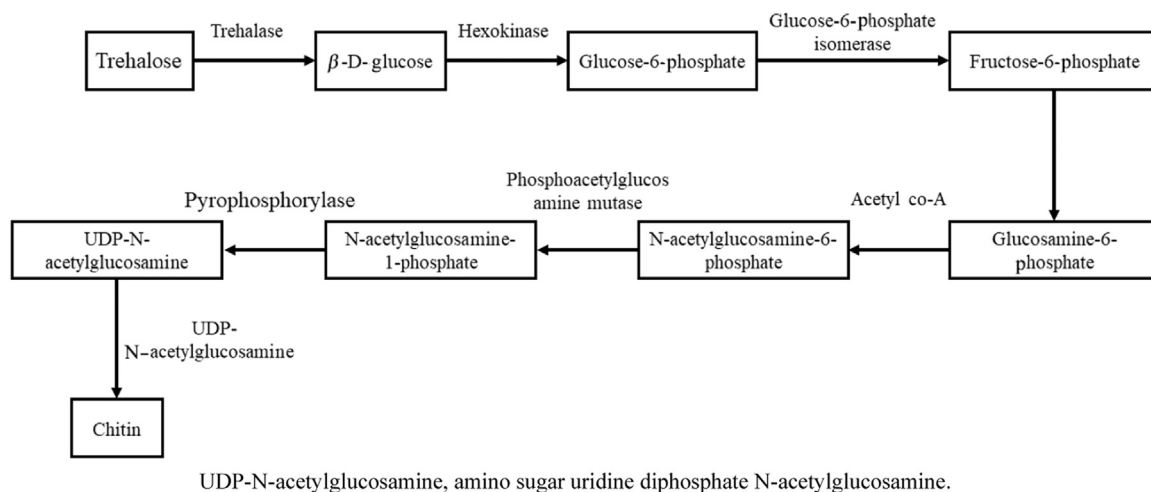 Trehalase
Hexokinase
Glucose-6-phosphate
isomerase
Trehalose
β-D- glucose
Glucose-6-phosphate
Fructose-6-phosphate
Pyrophosphorylase
Phosphoacetylglucos
amine mutase
Acetyl co-A
UDP-N-
acetylglucosamine
N-acetylglucosamine-
1-phosphate
N-acetylglucosamine-6-
phosphate
Glucosamine-6-
phosphate
UDP-
N-acetylglucosamine
Chitin
UDP-N-acetylglucosamine, amino sugar uridine diphosphate N-acetylglucosamine.